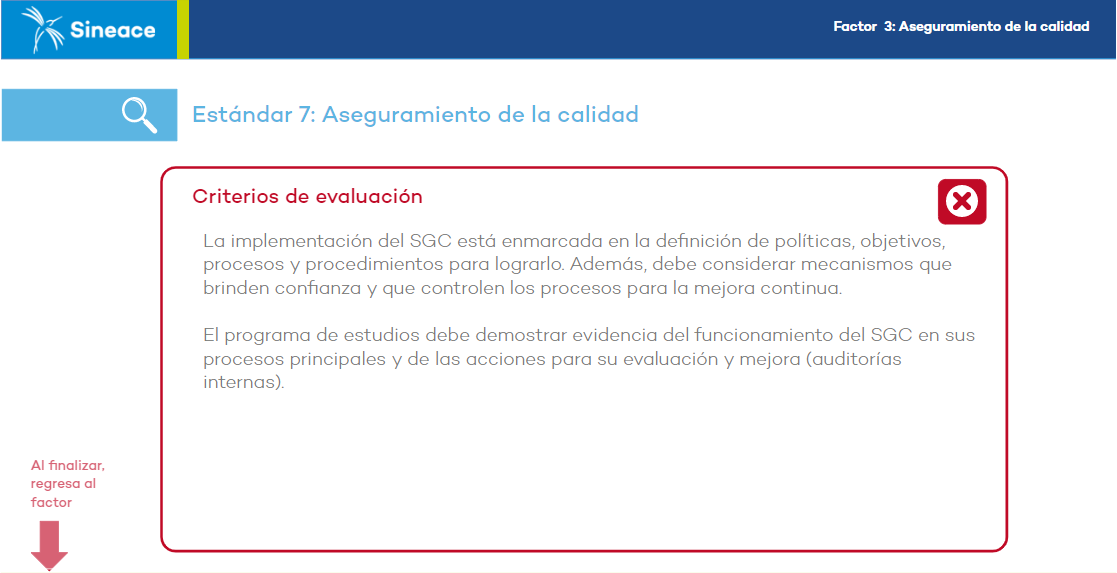 Sineace
Factor 3: Aseguramiento de la calidad
Estándar 7: Aseguramiento de la calidad
Criterios de evaluación
La implementación del SGC está enmarcada en la definición de políticas, objetivos,
procesos y procedimientos para lograrlo. Además, debe considerar mecanismos que
brinden confianza y que controlen los procesos para la mejora continua.
El programa de estudios debe demostrar evidencia del funcionamiento del SGC en sus
procesos principales y de las acciones para su evaluación y mejora (auditorías
internas).
Al finalizar,
regresa al
factor